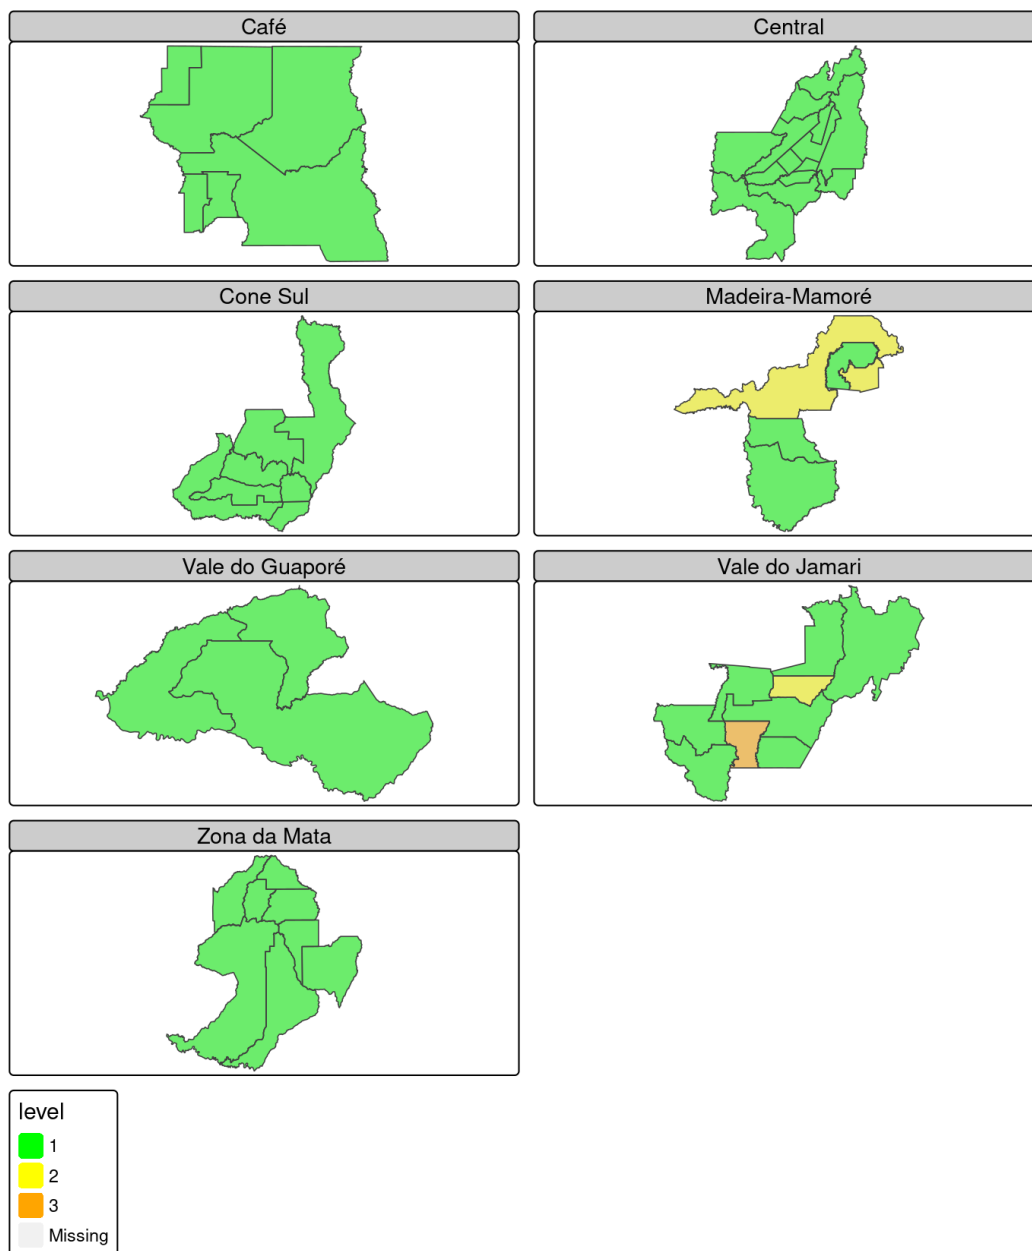 Café
Central
Cone Sul
Madeira-Mamoré
Vale do Guaporé
Vale do Jamari
Zona da Mata
level
1
2
3
Missing